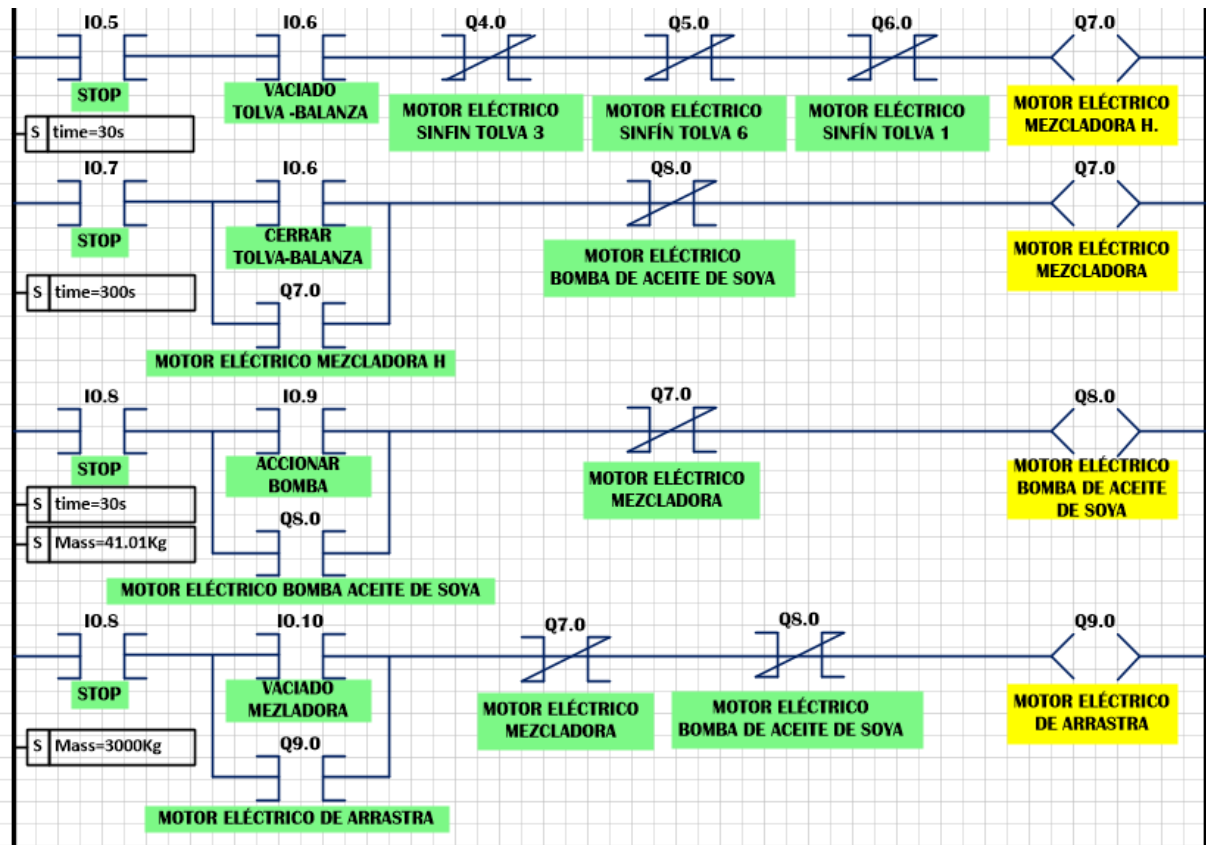 I0.5 I0.6 Q4.0 Q5.0 Q6.0 Q7.0
STOP
VACIADO
TOLVA -BALANZA
MOTOR ELÉCTRICO
SINFIN TOLVA 3
MOTOR ELÉCTRICO
SINFÍN TOLVA 6
MOTOR ELÉCTRICO
SINFÍN TOLVA 1
MOTOR ELÉCTRICO
MEZCLADORA H.
S time=30s
I0.7 I0.6 Q8.0 Q7.0
STOP
CERRAR
TOLVA-BALANZA
MOTOR ELÉCTRICO
BOMBA DE ACEITE DE SOYA
MOTOR ELÉCTRICO
MEZCLADORA
S time=300s
Q7.0
MOTOR ELÉCTRICO MEZCLADORA H
I0.8 I0.9 Q7.0 Q8.0
STOP
ACCIONAR
BOMBA
MOTOR ELÉCTRICO
MEZCLADORA
MOTOR ELÉCTRICO
BOMBA DE ACEITE
DE SOYA
S time=30s
Q8.0
S Mass=41.01Kg
MOTOR ELÉCTRICO BOMBA ACEITE DE SOYA
I0.8 I0.10 Q7.0 Q8.0 Q9.0
STOP
VACIADO
MEZLADORA
MOTOR ELÉCTRICO
MEZCLADORA
MOTOR ELÉCTRICO
BOMBA DE ACEITE DE SOYA
MOTOR ELÉCTRICO
DE ARRASTRA
S Mass=3000Kg
Q9.0
MOTOR ELÉCTRICO DE ARRASTRA